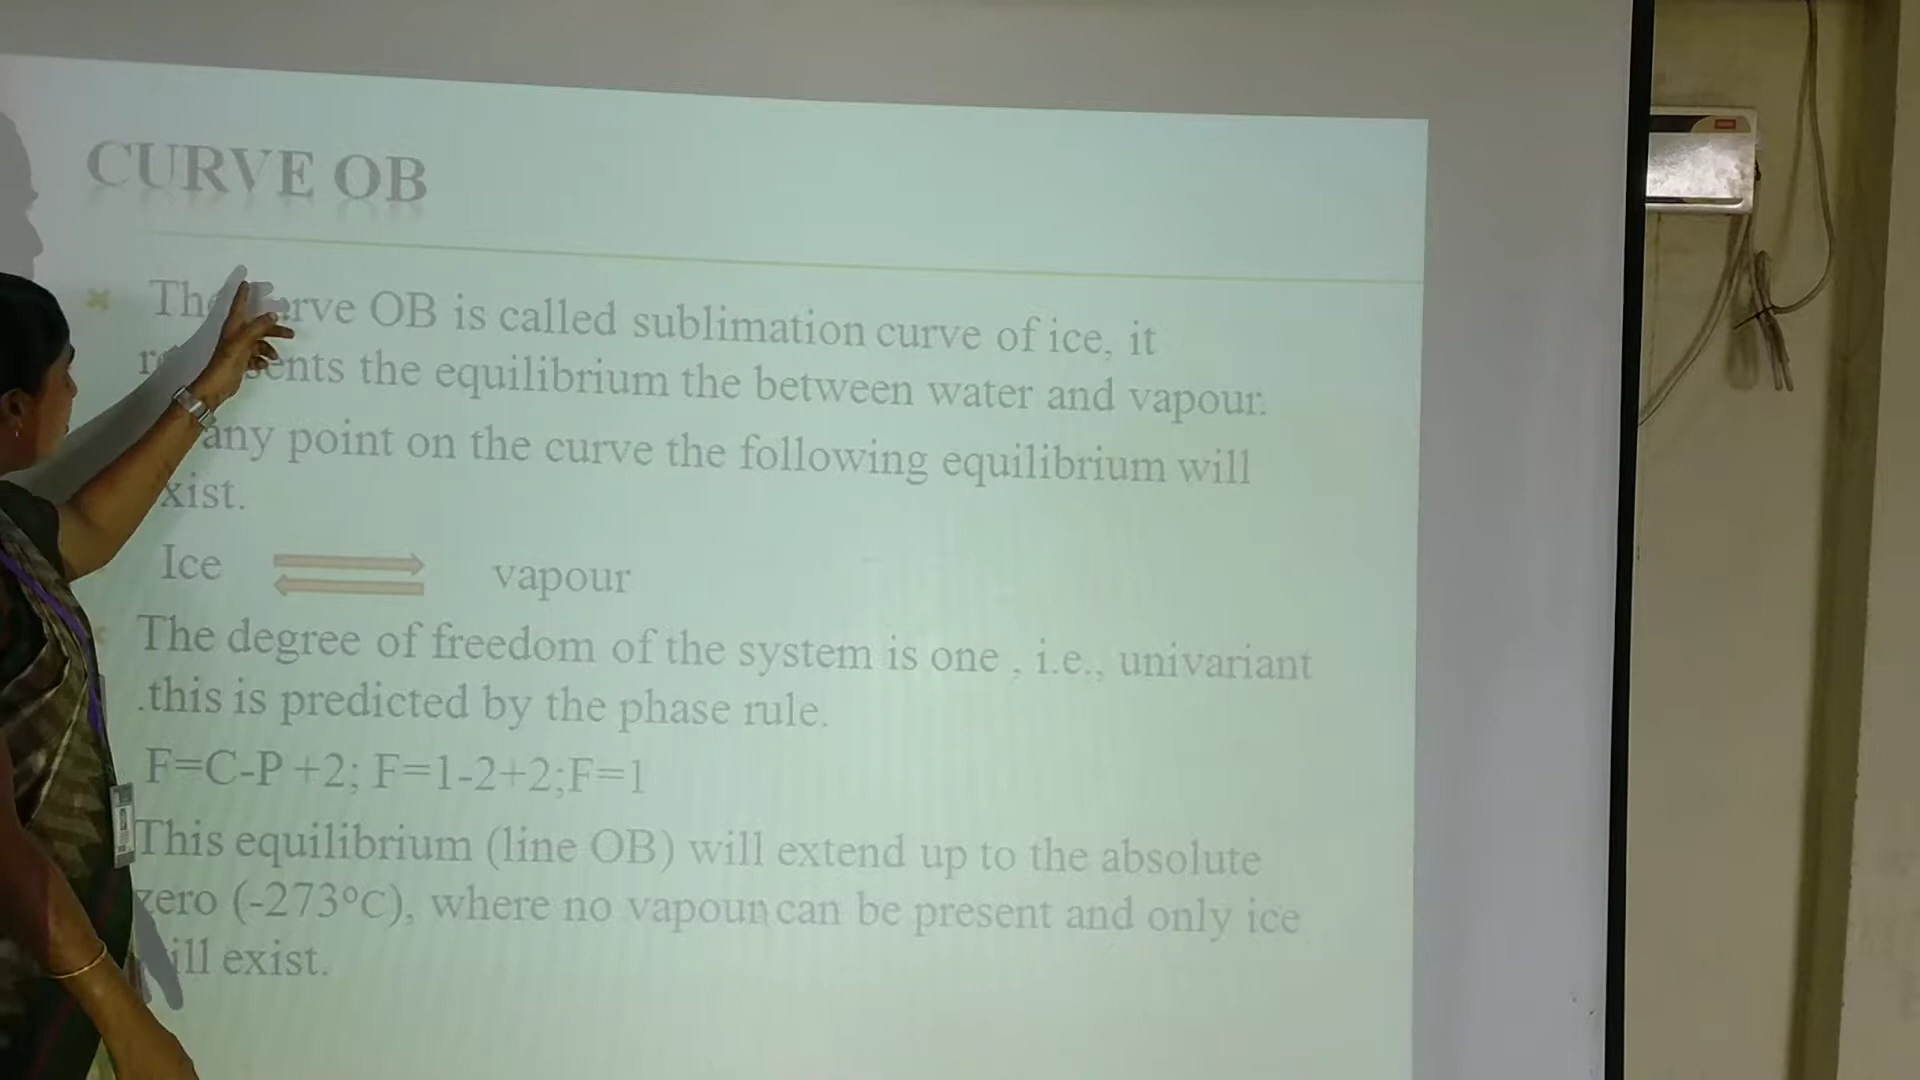 CURVE OB
The rve OB is called sublimation curve of ice, it
ents the equilibrium the between water and vapour.
any point on the curve the following equilibrium will
xist.
Ice vapour
The degree of freedom of the system is one , i.e., univariant
.this is predicted by the phase rule.
F=C-P +2; F=1-2+2;F=1
This equilibrium (line OB) will extend up to the absolute
zero (-273°C), where no vapour can be present and only ice
ill exist.